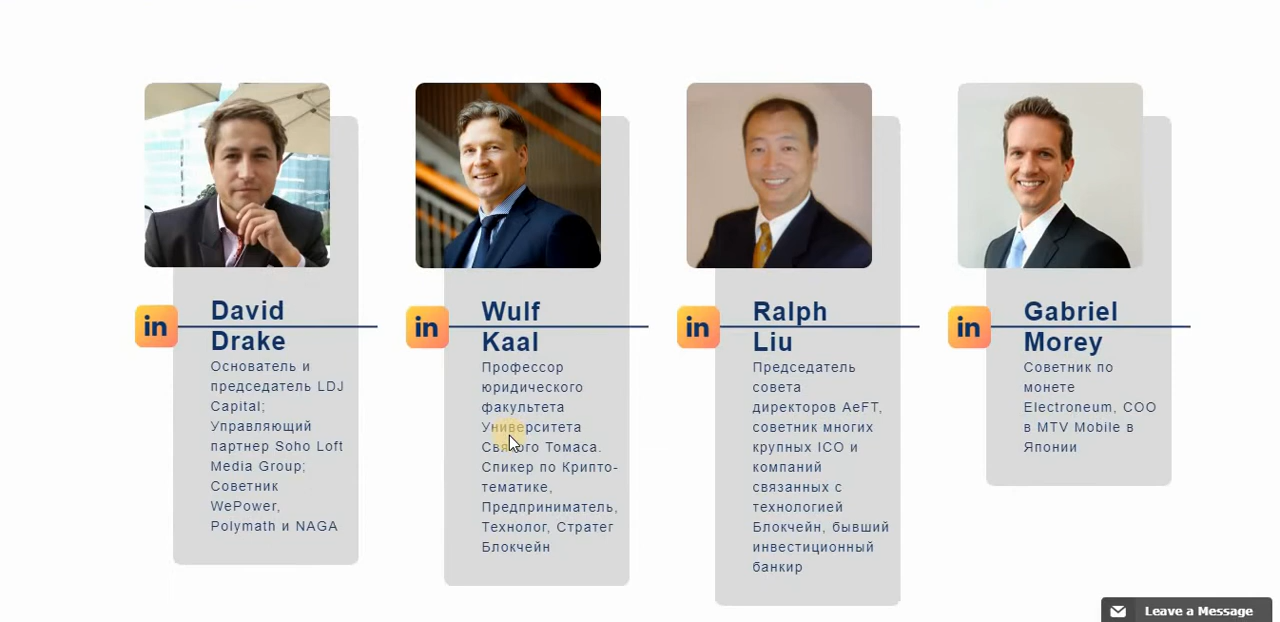 in
David
Drake
Основатель и
председатель LDJ
Capital;
Управляющий
партнер Soho Loft
Media Group;
Советник
WePower,
Polymath и NAGA
in
Wulf
Kaal
Профессор
юридического
факультета
Университета
Святого Томаса.
Спикер по Крипто-
тематике,
Предприниматель,
Технолог, Стратег
Блокчейн
in
Ralph
Liu
Председатель
совета
директоров AeFT,
советник многих
крупных ICO и
компаний
связанных с
технологией
Блокчейн, бывший
инвестиционный
банкир
in
Gabriel
Morey
Советник по
монете
Electroneum, COO
в MTV Mobile в
Японии
Leave a Message